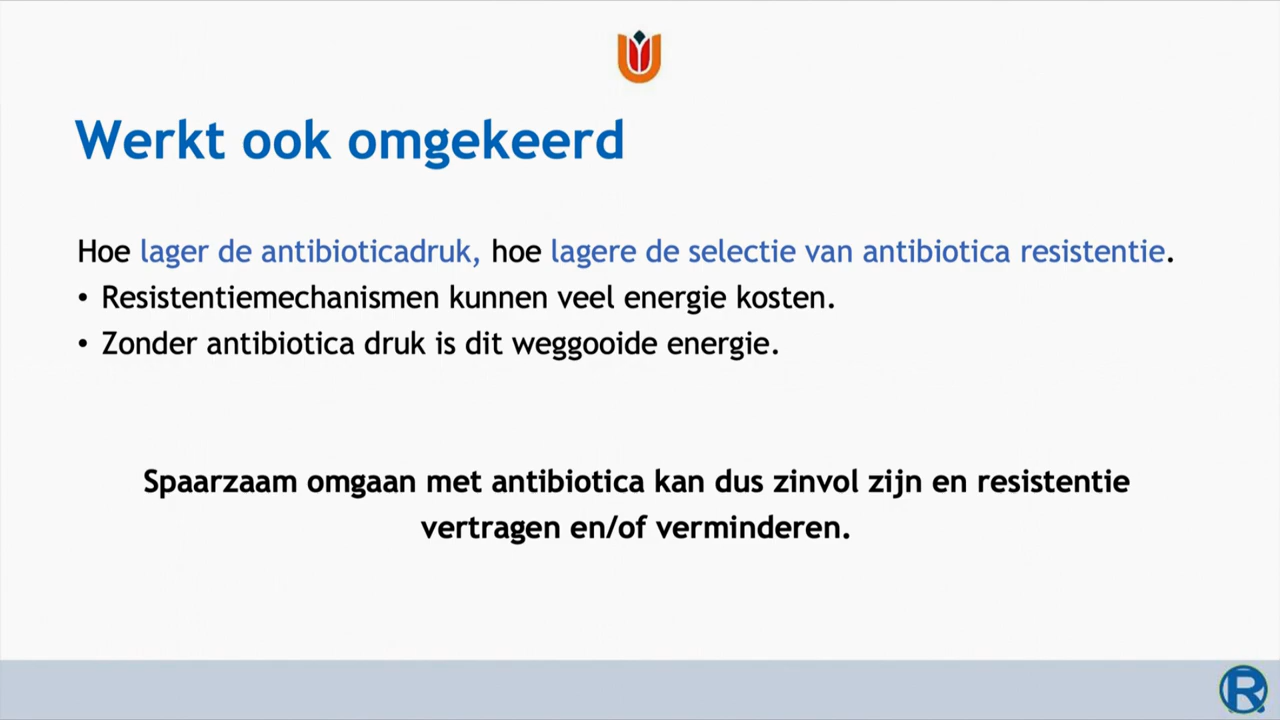 Werkt ook omgekeerd
Hoe lager de antibioticadruk, hoe lagere de selectie van antibiotica resistentie.
• Resistentiemechanismen kunnen veel energie kosten.
• Zonder antibiotica druk is dit weggooide energie.
Spaarzaam omgaan met antibiotica kan dus zinvol zijn en resistentie
vertragen en/of verminderen.
R